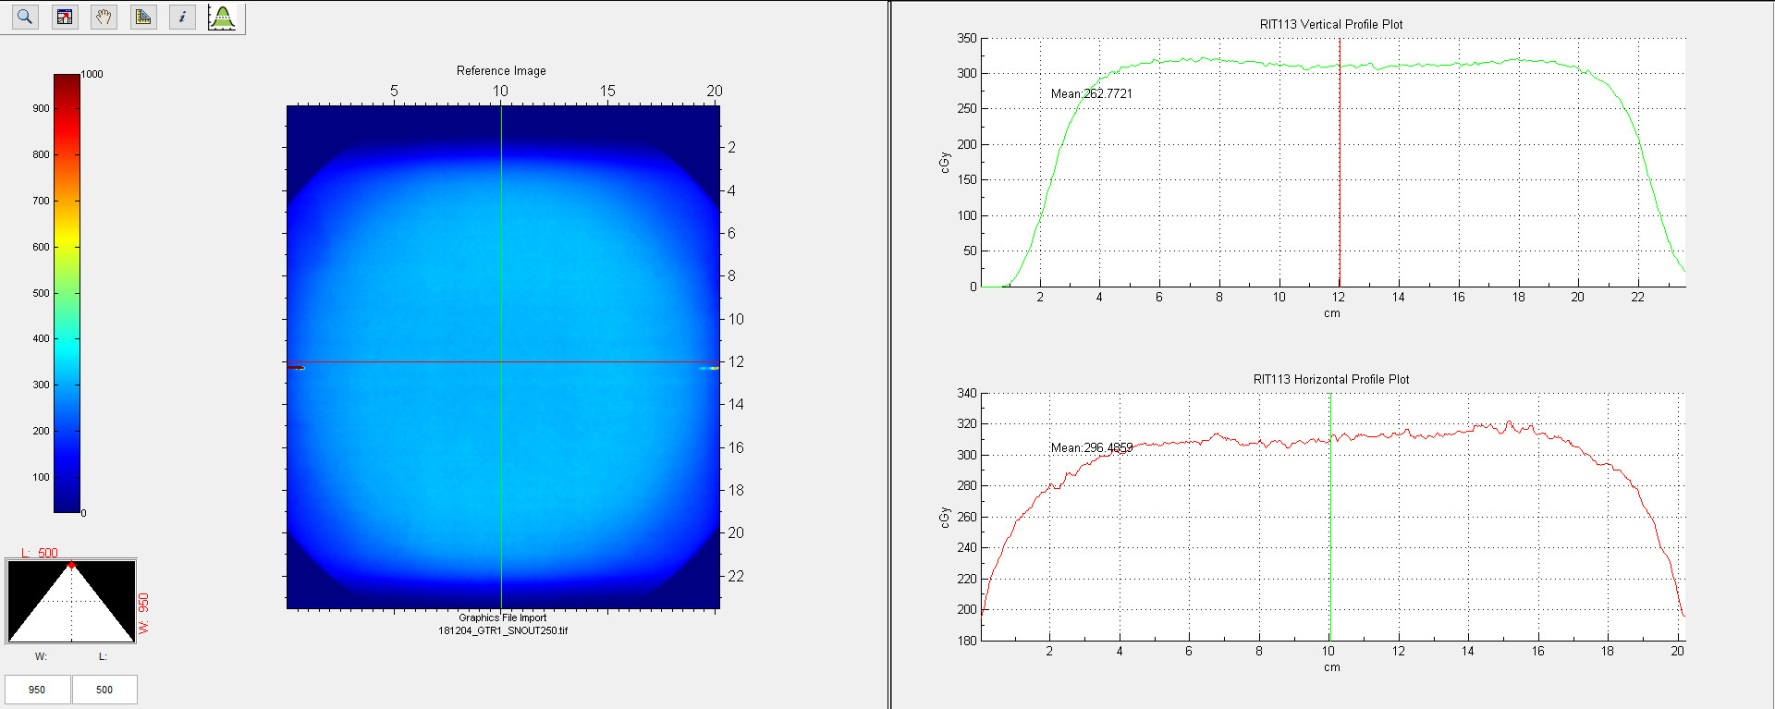 i
Reference Image
5 10 15 20
2
4
6
8
10
12
14
16
18
20
22
Graphics File Import
181204_GTR1_SNOUT250.tif
1000
900
800
700
600
500
400
300
200
100
0
L: 500
W: 950
W: L:
950 500
RIT113 Vertical Profile Plot
350
300
250
200
150
100
50
0
cGy
Mean:262.7721
2 4 6 8 10 12 14 16 18 20 22
cm
RIT113 Horizontal Profile Plot
340
320
300
280
260
240
220
200
180
cGy
Mean:296.4859
2 4 6 8 10 12 14 16 18 20
cm